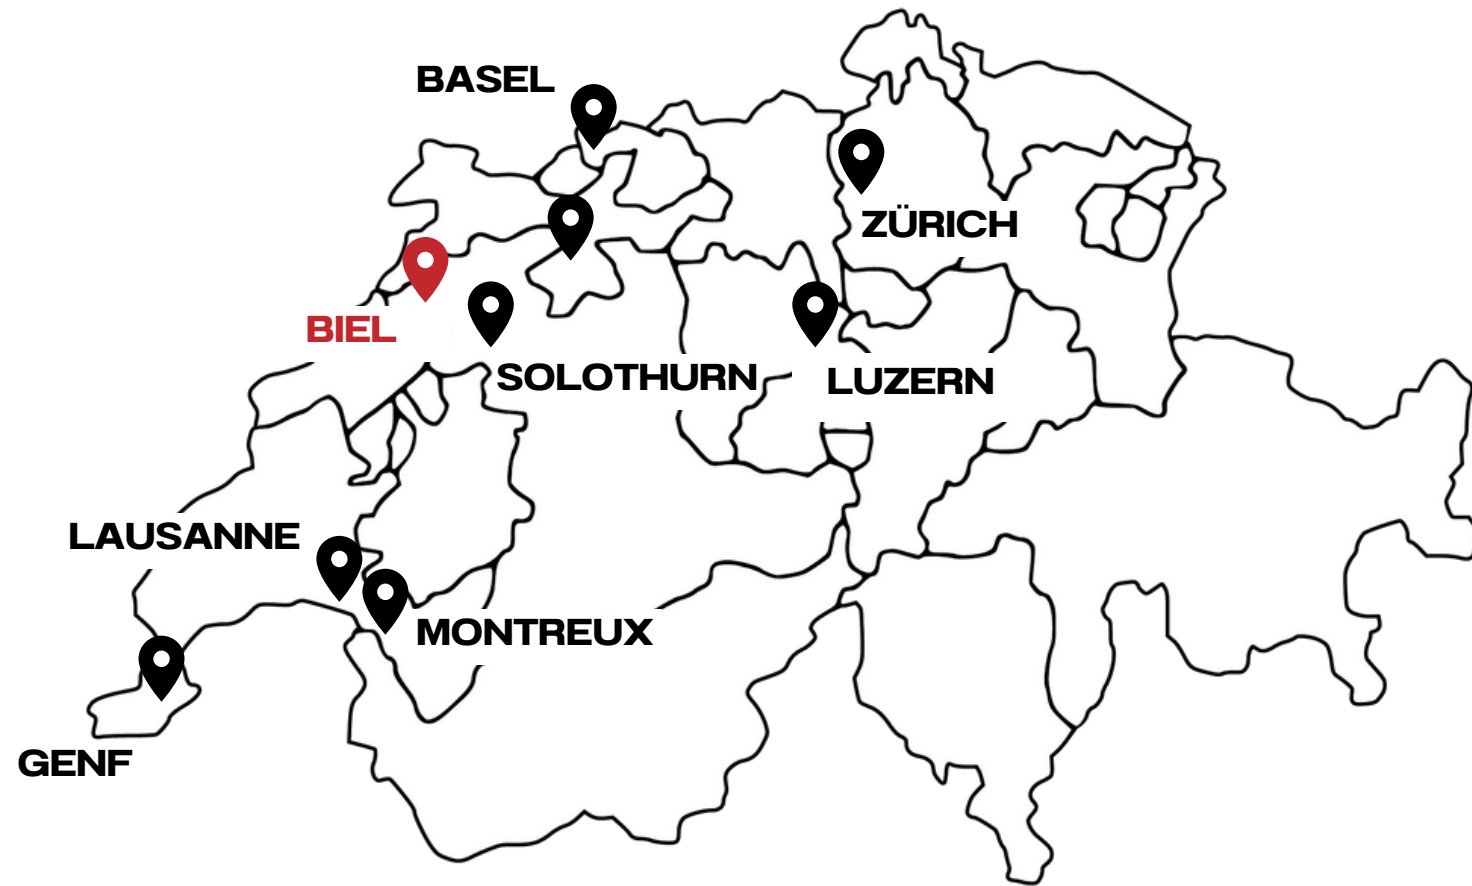 BASEL
ZÜRICH
BIEL
SOLOTHURN
LUZERN
LAUSANNE
MONTREUX
GENF